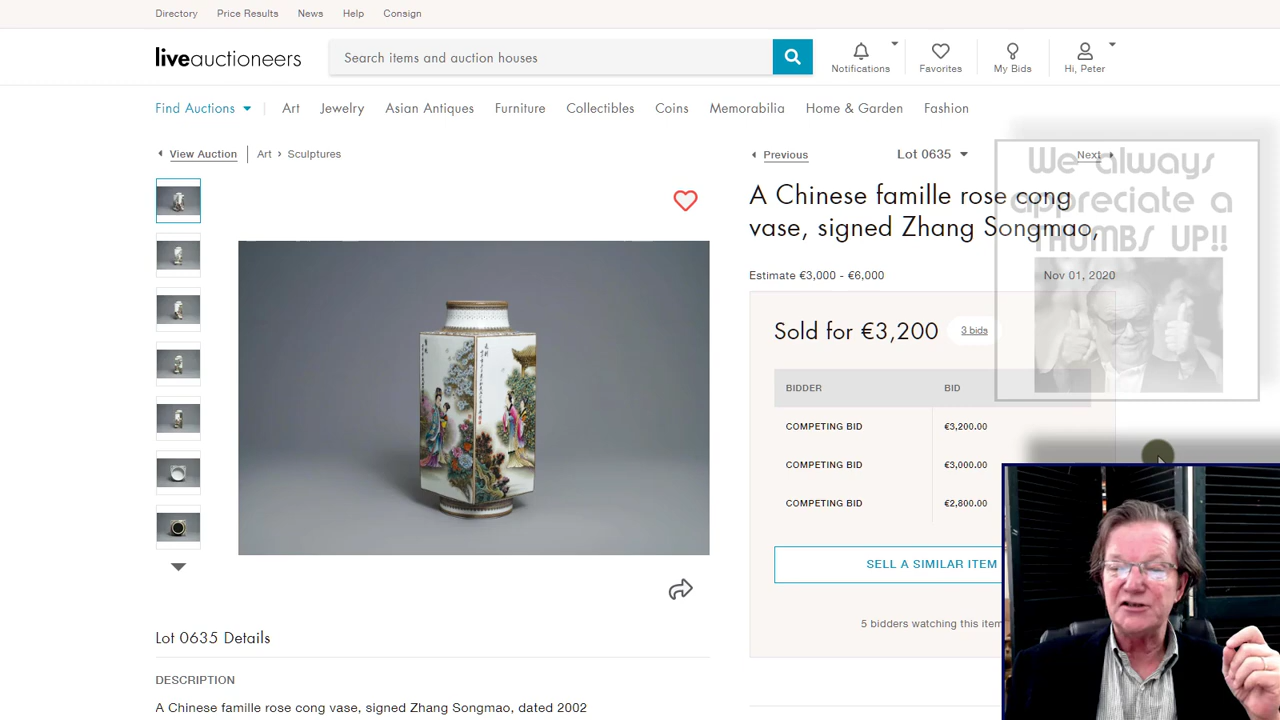 Directory Price Results News Help Consign
liveauctioneers
Search items and auction houses
Notifications Favorites My Bids Hi, Peter
Find Auctions Art Jewelry Asian Antiques Furniture Collectibles Coins Memorabilia Home & Garden Fashion
View Auction Art › Sculptures
Previous Lot 0635 Next
A Chinese famille rose cong
vase, signed Zhang Songmao,
Estimate €3,000 - €6,000 Nov 01, 2020
Sold for €3,200 3 bids
BIDDER BID
COMPETING BID €3,200.00
COMPETING BID €3,000.00
COMPETING BID €2,800.00
SELL A SIMILAR ITEM
5 bidders watching this item
We always
appreciate a
THUMBS UP!!
Lot 0635 Details
DESCRIPTION
A Chinese famille rose cong vase, signed Zhang Songmao, dated 2002